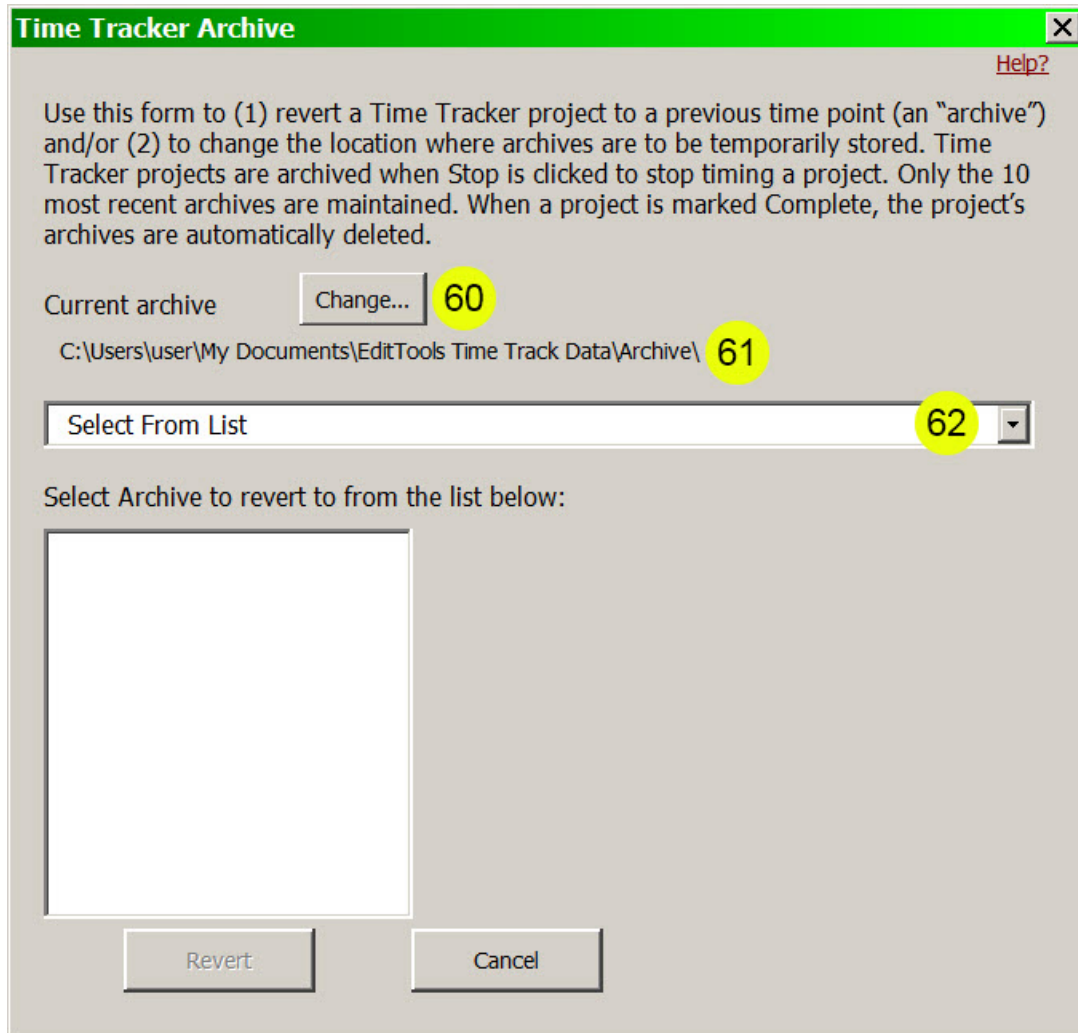 Time Tracker Archive
Help?
Use this form to (1) revert a Time Tracker project to a previous time point (an “archive”)
and/or (2) to change the location where archives are to be temporarily stored. Time
Tracker projects are archived when Stop is clicked to stop timing a project. Only the 10
most recent archives are maintained. When a project is marked Complete, the project’s
archives are automatically deleted.
Current archive Change... 60
C:\Users\user\My Documents\EditTools Time Track Data\Archive\ 61
Select From List 62
Select Archive to revert to from the list below:
Revert Cancel